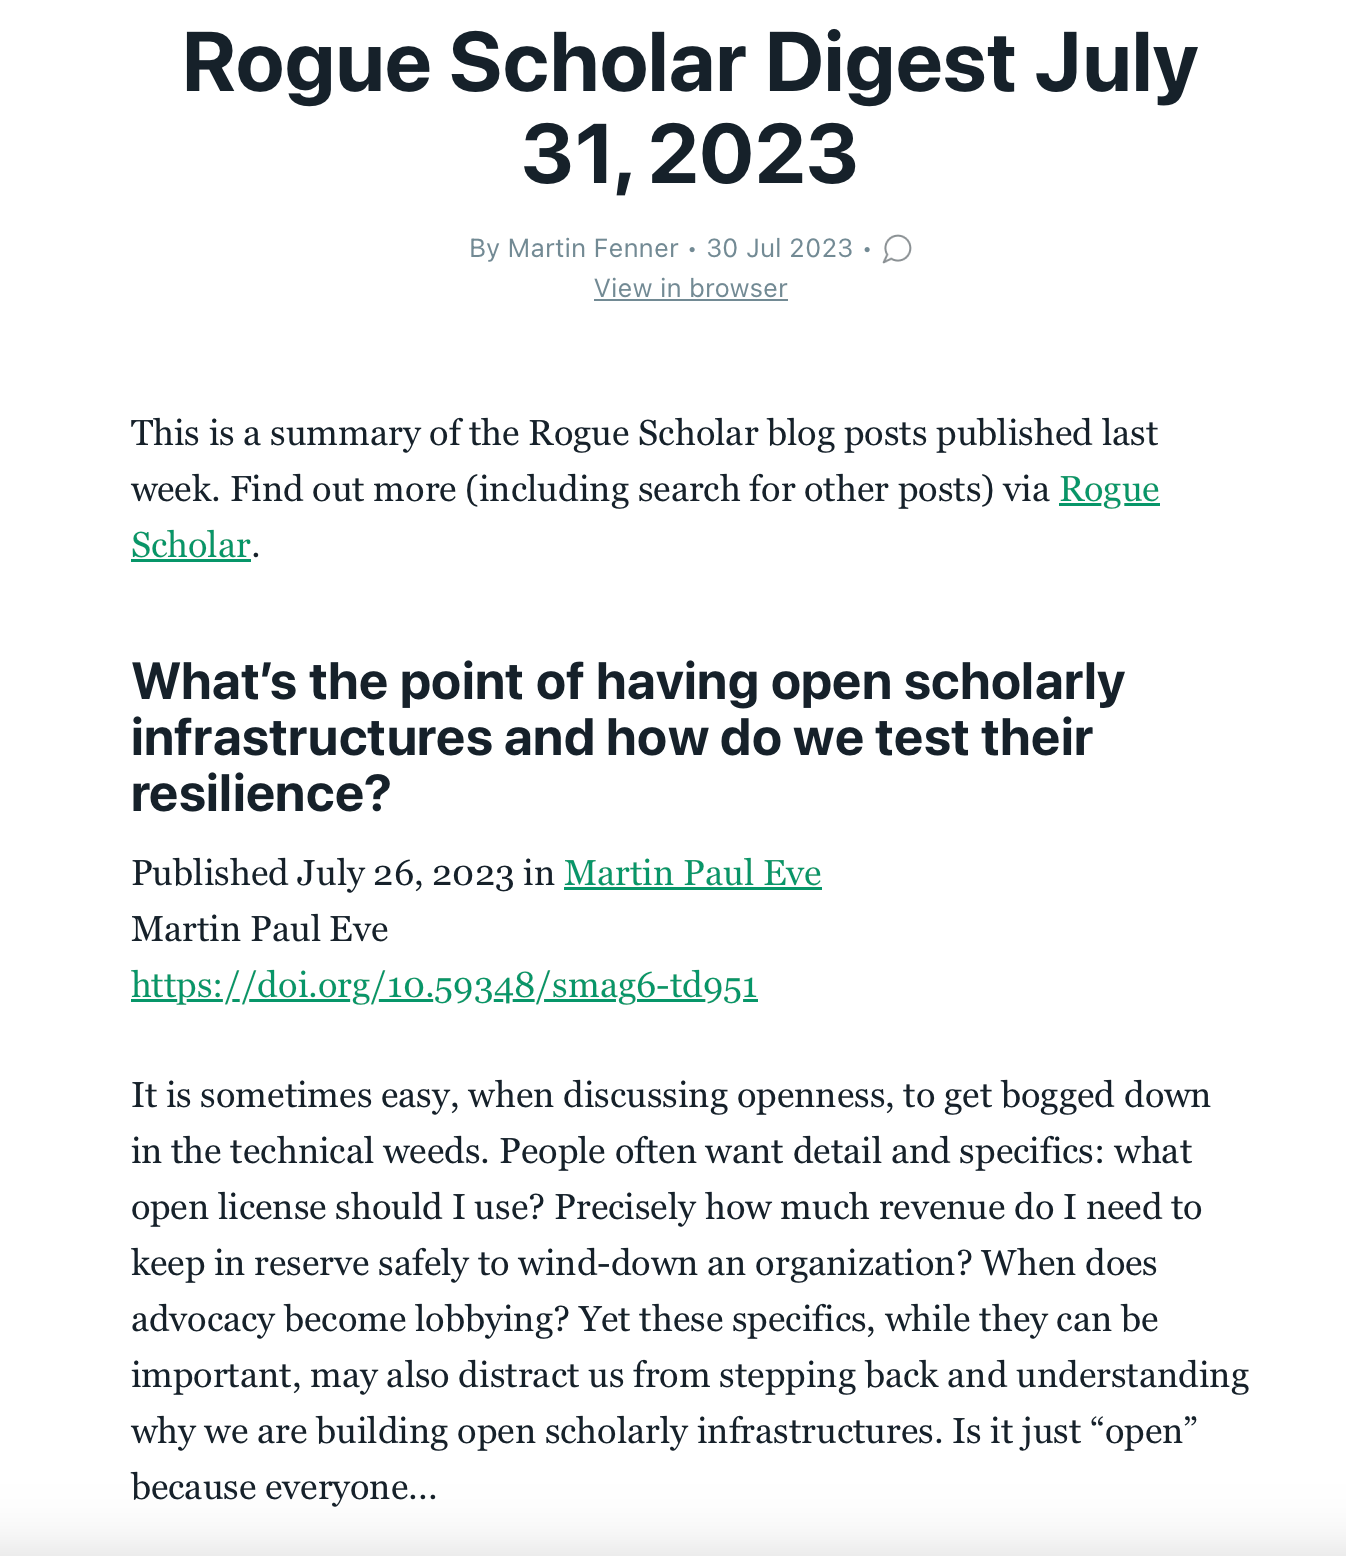 Rogue Scholar Digest July
31, 2023
By Martin Fenner • 30 Jul 2023 •
View in browser
This is a summary of the Rogue Scholar blog posts published last
week. Find out more (including search for other posts) via Rogue
Scholar.
What’s the point of having open scholarly
infrastructures and how do we test their
resilience?
Published July 26, 2023 in Martin Paul Eve
Martin Paul Eve
https://doi.org/10.59348/smag6-td951
It is sometimes easy, when discussing openness, to get bogged down
in the technical weeds. People often want detail and specifics: what
open license should I use? Precisely how much revenue do I need to
keep in reserve safely to wind-down an organization? When does
advocacy become lobbying? Yet these specifics, while they can be
important, may also distract us from stepping back and understanding
why we are building open scholarly infrastructures. Is it just “open”
because everyone...